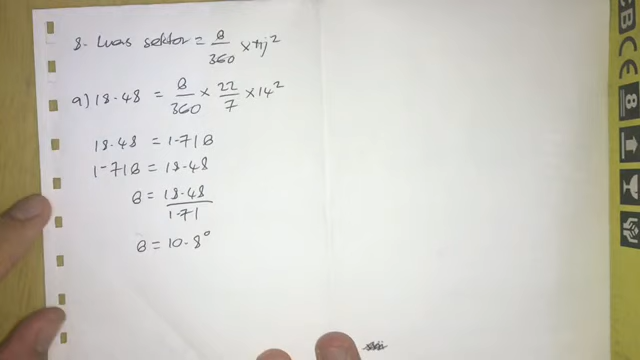 8. Luas sektor = θ/360 × πj²
a) 18.48 = θ/360 × 22/7 × 14²
18.48 = 1.71θ
1.71θ = 18.48
θ = 18.48/1.71
θ = 10.8°